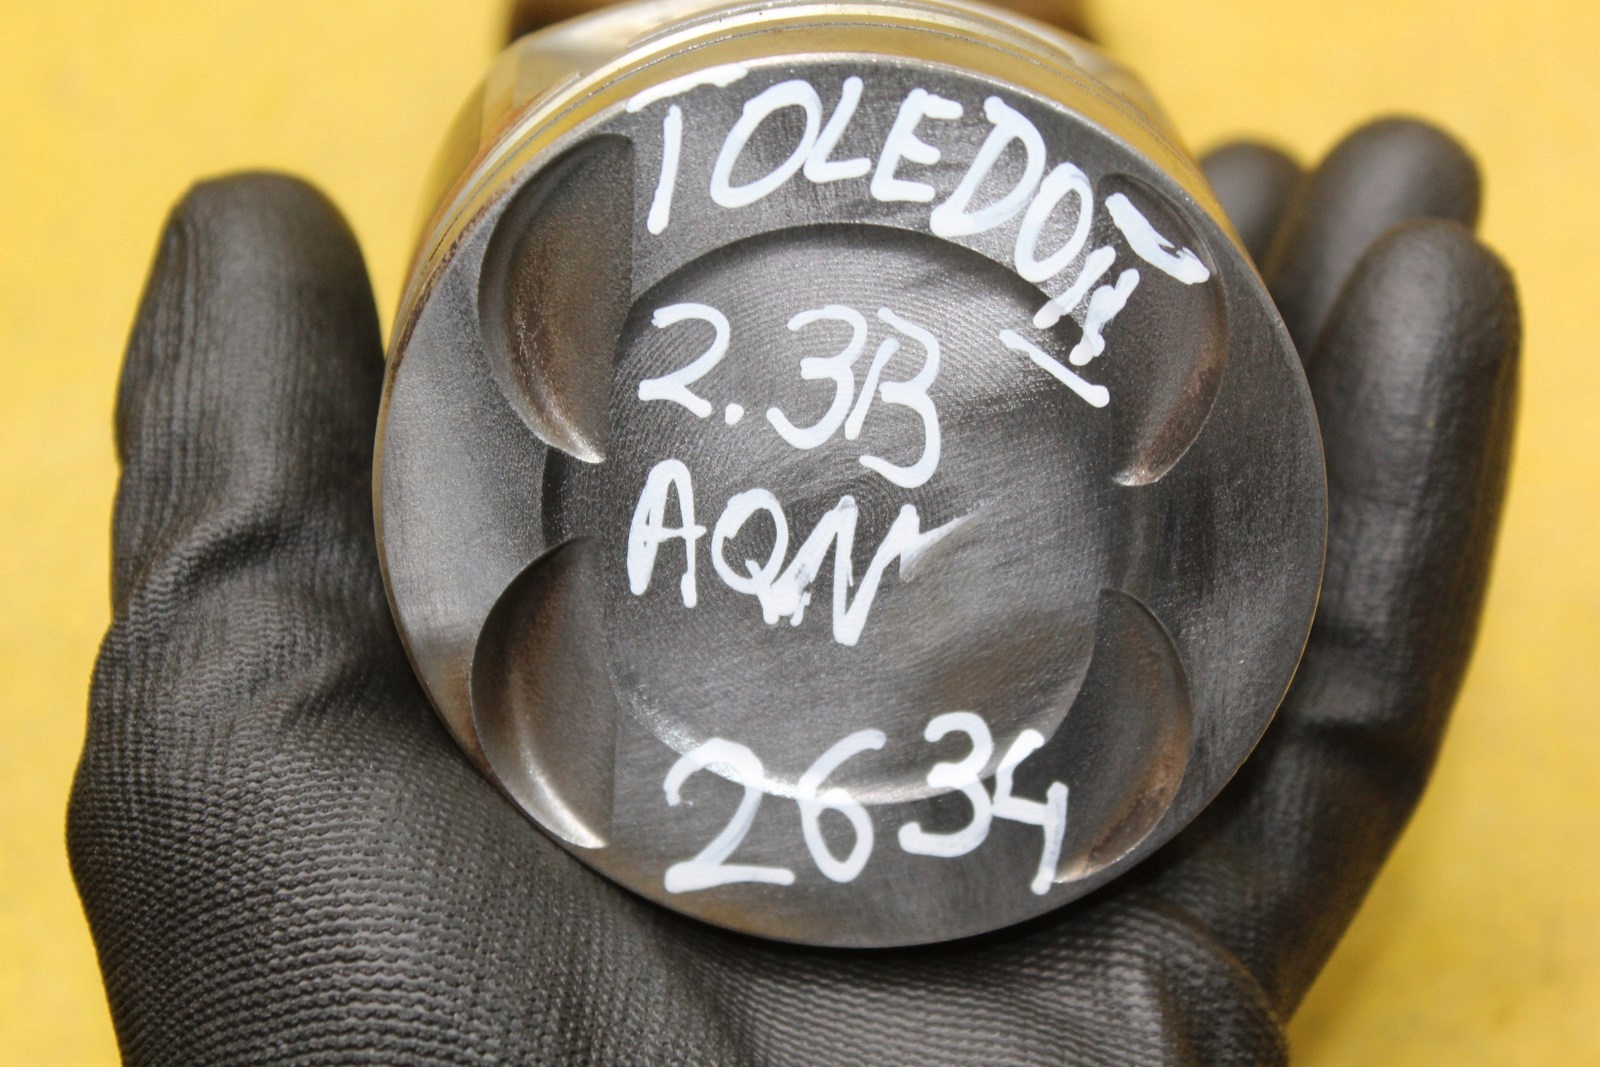 TOLEDO II
2.3B
AQN
2634